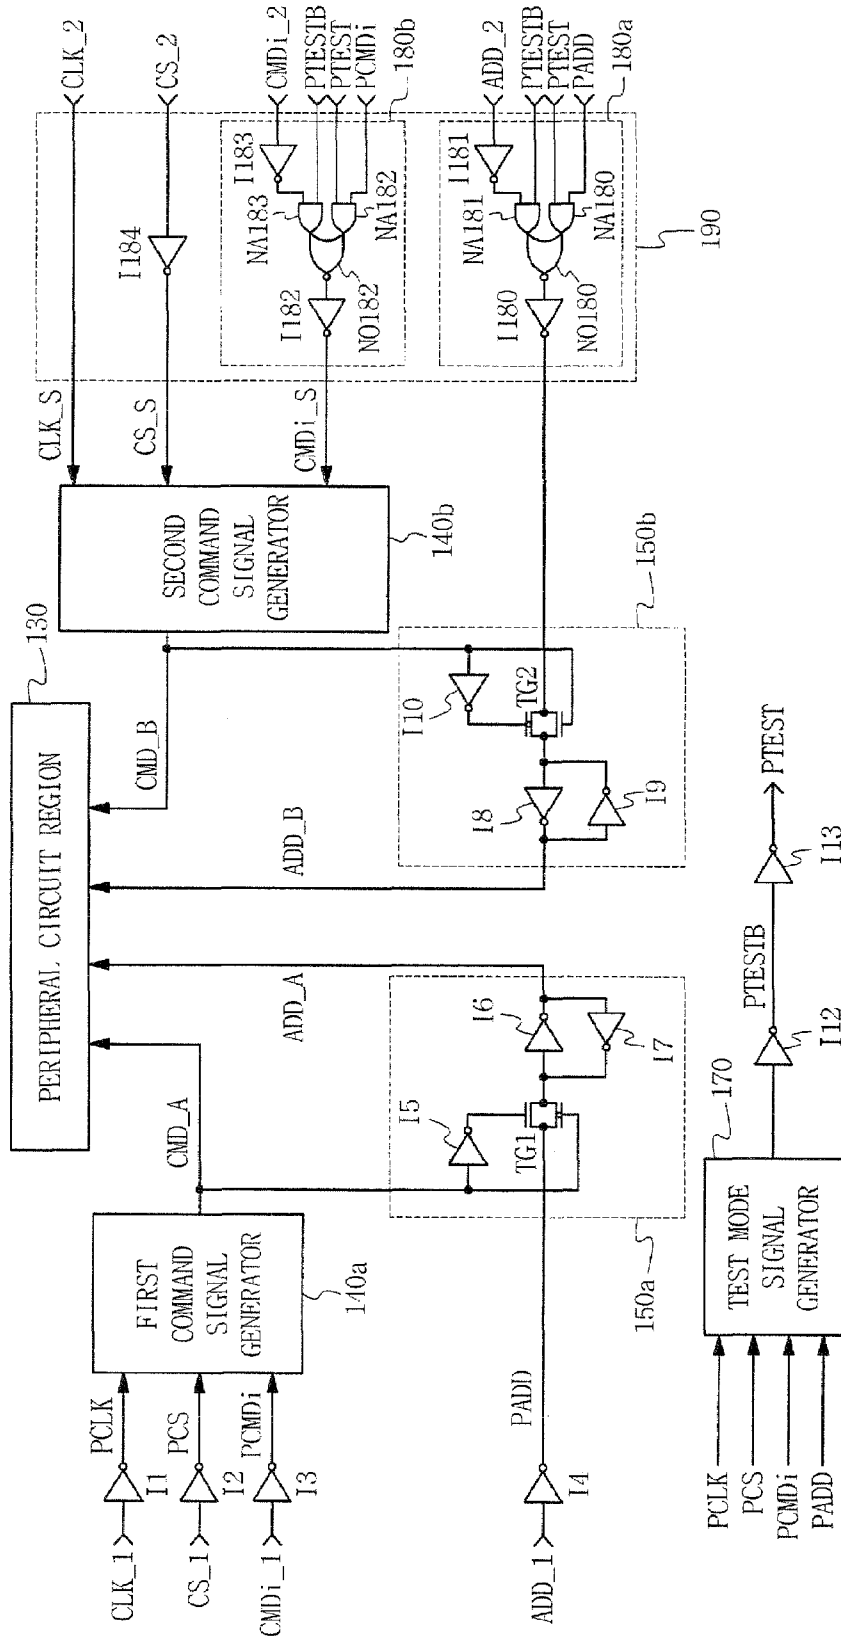 PERIPHERAL CIRCUIT REGION
130
CMD_A
ADD_A
ADD_B
CMD_B
FIRST
COMMAND
SIGNAL
GENERATOR
140a
CLK_1
I1
PCLK
CS_1
I2
PCS
CMDi_1
I3
PCMDi
ADD_1
I4
PADD
I5
TG1
I6
I7
150a
SECOND
COMMAND
SIGNAL
GENERATOR
140b
CLK_S
CS_S
CMDi_S
I10
TG2
I8
I9
150b
CLK_2
CS_2
I184
CMDi_2
PTESTB
PTEST
PCMDi
180b
I183
NA183
NA182
NO182
I182
ADD_2
PTESTB
PTEST
PADD
180a
I181
NA181
NA180
NO180
I180
190
PCLK
PCS
PCMDi
PADD
TEST MODE
SIGNAL
GENERATOR
170
I12
PTESTB
I13
PTEST